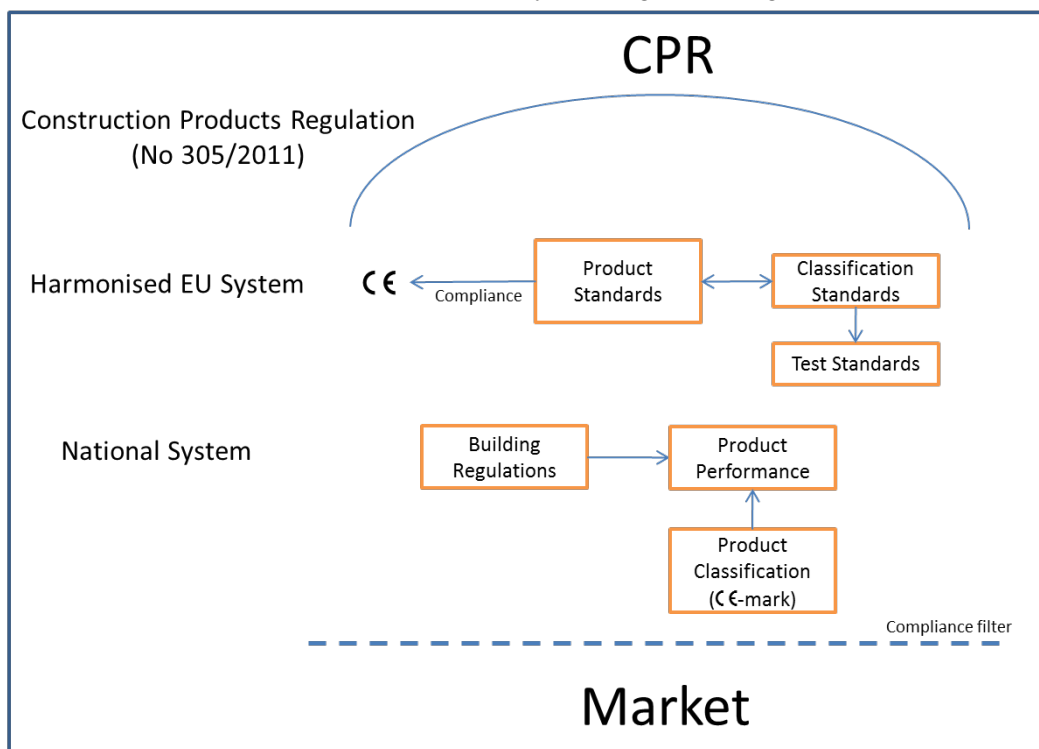 CPR
Construction Products Regulation
(No 305/2011)
Harmonised EU System
CE
Compliance
Product
Standards
Classification
Standards
Test Standards
National System
Building
Regulations
Product
Performance
Product
Classification
(CE-mark)
Compliance filter
Market